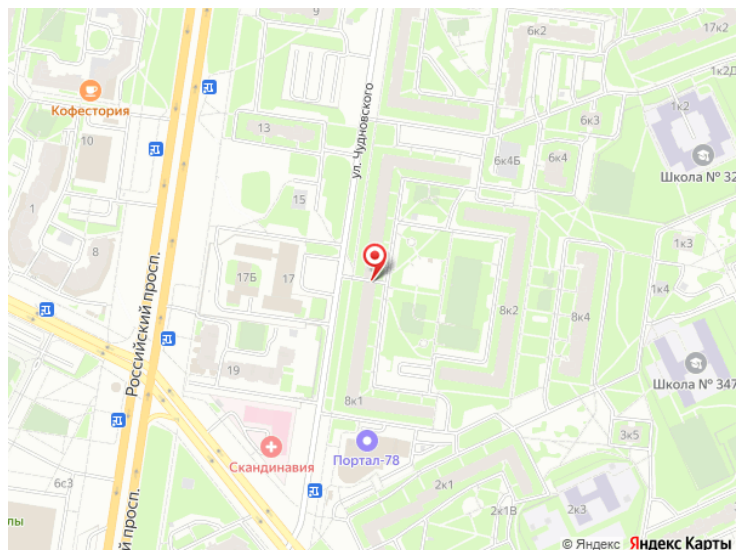 9
6к2
17к2
1к2Д
Кофестория
10
13
ул. Чудновского
6к3
1к2
6к4Б
6к4
Школа № 32
15
1
8
17Б
17
1к3
1к4
Российский просп.
8к2
8к4
19
Школа № 347
8к1
Скандинавия
Портал-78
3к5
6с3
2к1
2к1В
2к3
лы
й просп.
© Яндекс Яндекс Карты